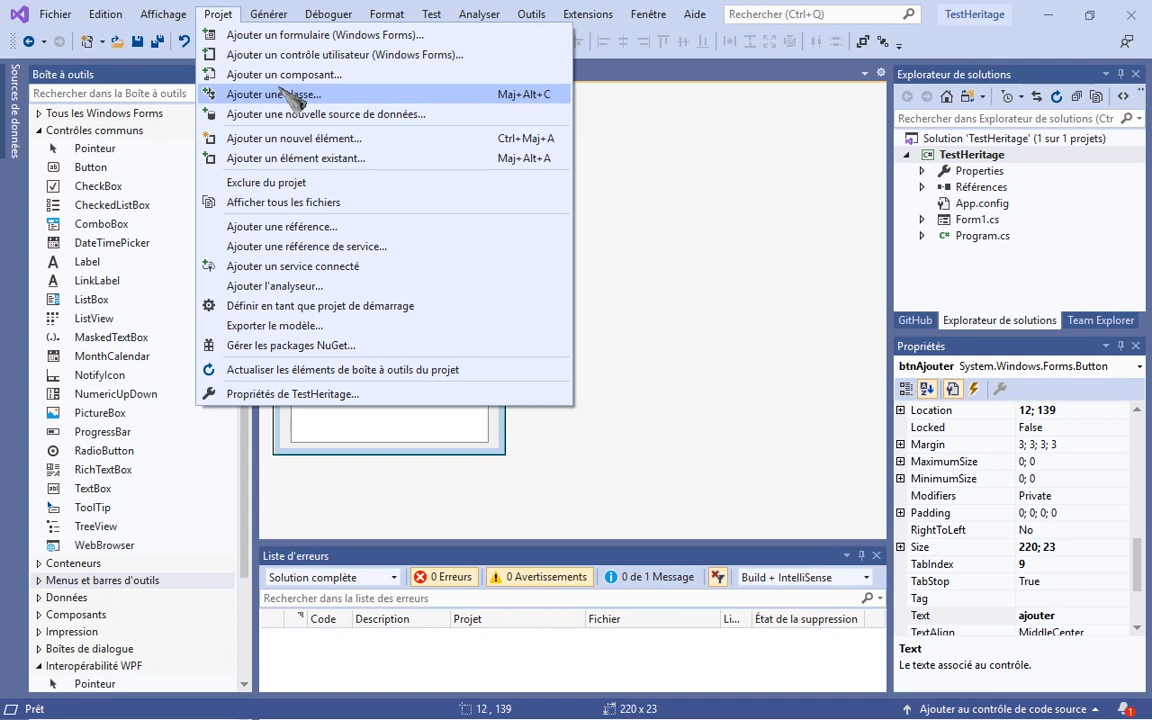 Fichier Edition Affichage Projet Générer Déboguer Format Test Analyser Outils Extensions Fenêtre Aide Rechercher (Ctrl+Q) TestHeritage
Sources de données
Boîte à outils
Rechercher dans la Boîte à outils
Tous les Windows Forms
Contrôles communs
Pointeur
Button
CheckBox
CheckedListBox
ComboBox
DateTimePicker
Label
LinkLabel
ListBox
ListView
MaskedTextBox
MonthCalendar
NotifyIcon
NumericUpDown
PictureBox
ProgressBar
RadioButton
RichTextBox
TextBox
ToolTip
TreeView
WebBrowser
Conteneurs
Menus et barres d'outils
Données
Composants
Impression
Boîtes de dialogue
Interopérabilité WPF
Pointeur
Ajouter un formulaire (Windows Forms)...
Ajouter un contrôle utilisateur (Windows Forms)...
Ajouter un composant...
Ajouter Maj+Alt+C
Ajouter une nouvelle source de données...
Ajouter un nouvel élément... Ctrl+Maj+A
Ajouter un élément existant... Maj+Alt+A
Exclure du projet
Afficher tous les fichiers
Ajouter une référence...
Ajouter une référence de service...
Ajouter un service connecté
Ajouter l'analyseur...
Définir en tant que projet de démarrage
Exporter le modèle...
Gérer les packages NuGet...
Actualiser les éléments de boîte à outils du projet
Propriétés de TestHeritage...
Liste d'erreurs
Solution complète 0 Erreurs 0 Avertissements 0 de 1 Message Build + IntelliSense
Rechercher dans la liste des erreurs
Code Description Projet Fichier Li... État de la suppression
Explorateur de solutions
Rechercher dans Explorateur de solutions (Ctrl
Solution 'TestHeritage' (1 sur 1 projets)
TestHeritage
Properties
Références
App.config
Form1.cs
Program.cs
GitHub Explorateur de solutions Team Explorer
Propriétés
btnAjouter System.Windows.Forms.Button
Location 12; 139
Locked False
Margin 3; 3; 3; 3
MaximumSize 0; 0
MinimumSize 0; 0
Modifiers Private
Padding 0; 0; 0; 0
RightToLeft No
Size 220; 23
TabIndex 9
TabStop True
Tag
Text ajouter
TextAlign MiddleCenter
Text
Le texte associé au contrôle.
Prêt 12 , 139 220 x 23 Ajouter au contrôle de code source 1